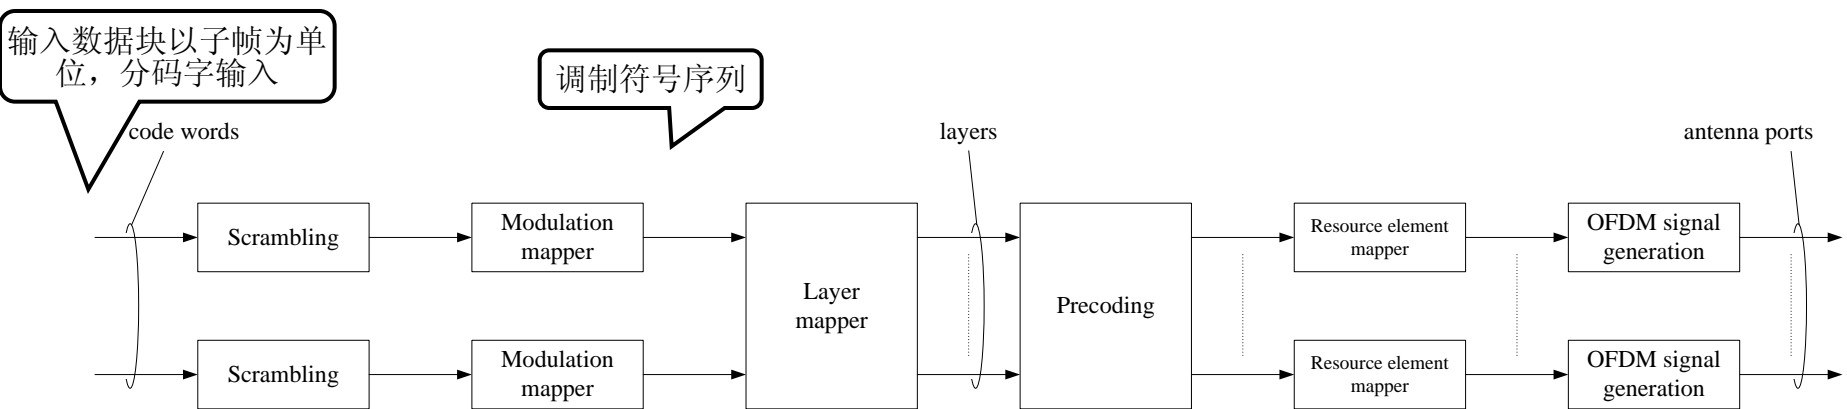 输入数据块以子帧为单
位，分码字输入
调制符号序列
code words
layers
antenna ports
Scrambling
Modulation
mapper
Layer
mapper
Precoding
Resource element
mapper
OFDM signal
generation
Scrambling
Modulation
mapper
Resource element
mapper
OFDM signal
generation